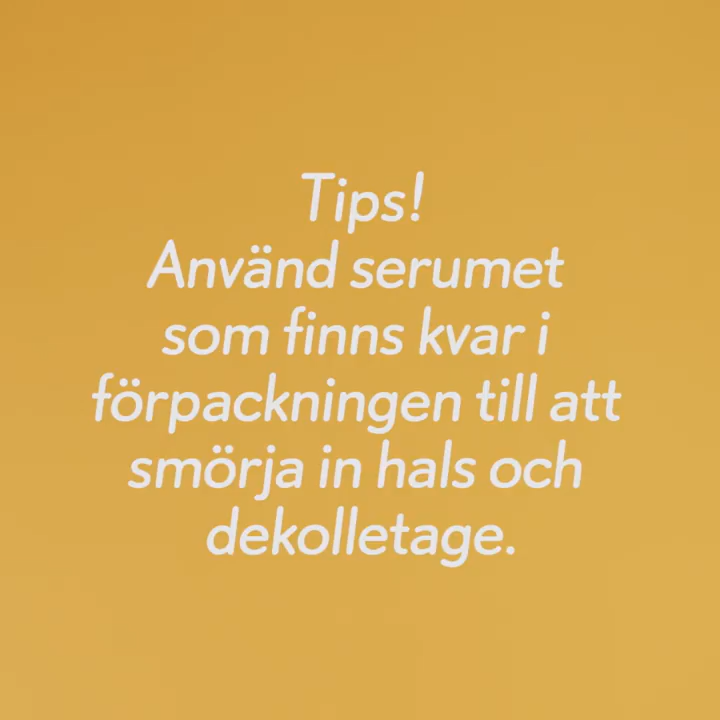 Tips!
Använd serumet
som finns kvar i
förpackningen till att
smörja in hals och
dekolletage.